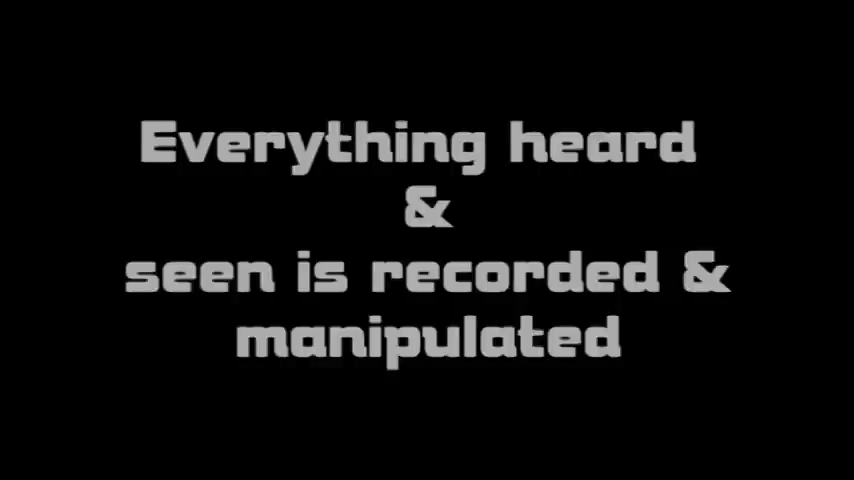 Everything heard
&
seen is recorded &
manipulated